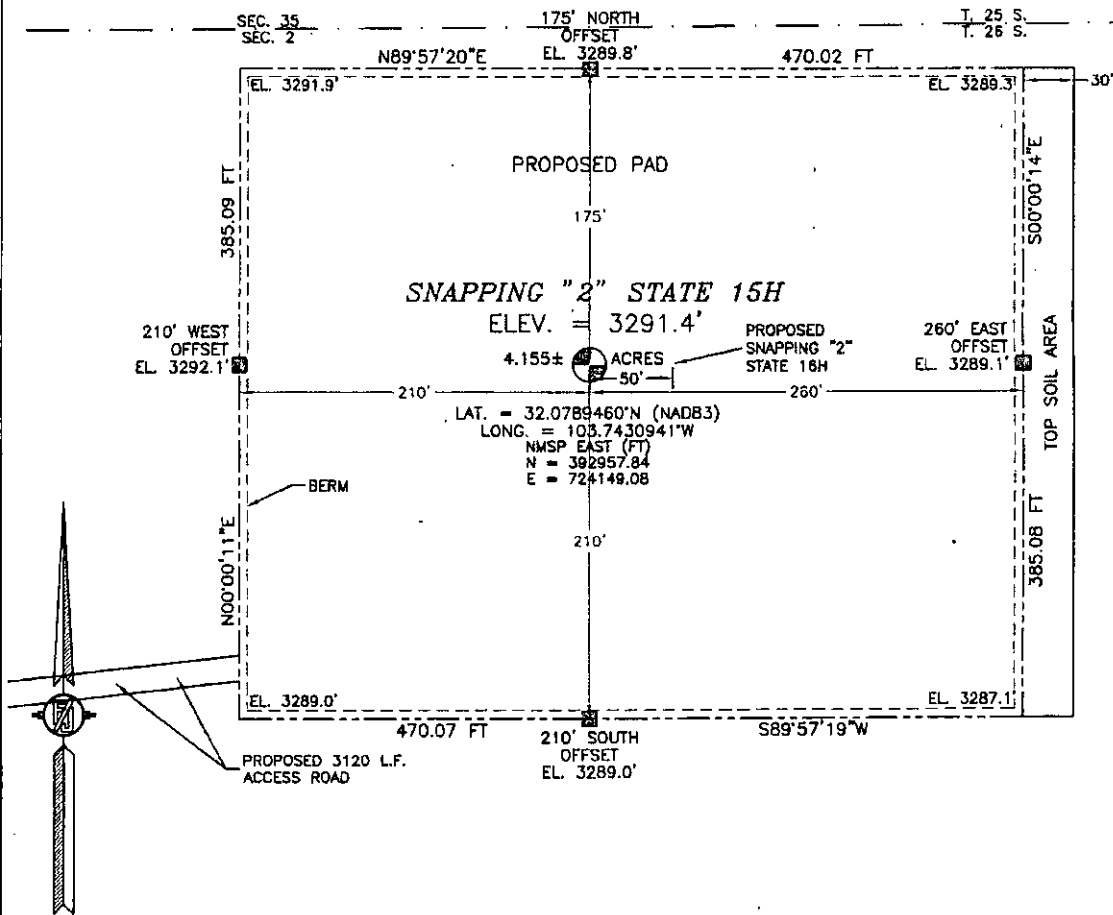 SEC. 35
SEC. 2
175' NORTH
OFFSET
EL. 3289.8'
T. 25 S.
T. 26 S.
N89°57'20"E
470.02 FT
EL. 3291.9'
EL. 3289.3'
30'
PROPOSED PAD
175'
385.09 FT
S00°00'14"E
SNAPPING "2" STATE 15H
ELEV. = 3291.4'
210' WEST
OFFSET
EL. 3292.1'
4.155± ACRES
50'
PROPOSED
SNAPPING "2"
STATE 16H
260' EAST
OFFSET
EL. 3289.1'
210'
260'
TOP SOIL AREA
LAT. = 32.0789460°N (NAD83)
LONG. = 103.7430941°W
NMSP EAST (FT)
N = 392957.84
E = 724149.08
BERM
210'
N00°00'11"E
385.08 FT
EL. 3289.0'
EL. 3287.1'
470.07 FT
210' SOUTH
OFFSET
EL. 3289.0'
S89°57'19"W
PROPOSED 3120 L.F.
ACCESS ROAD